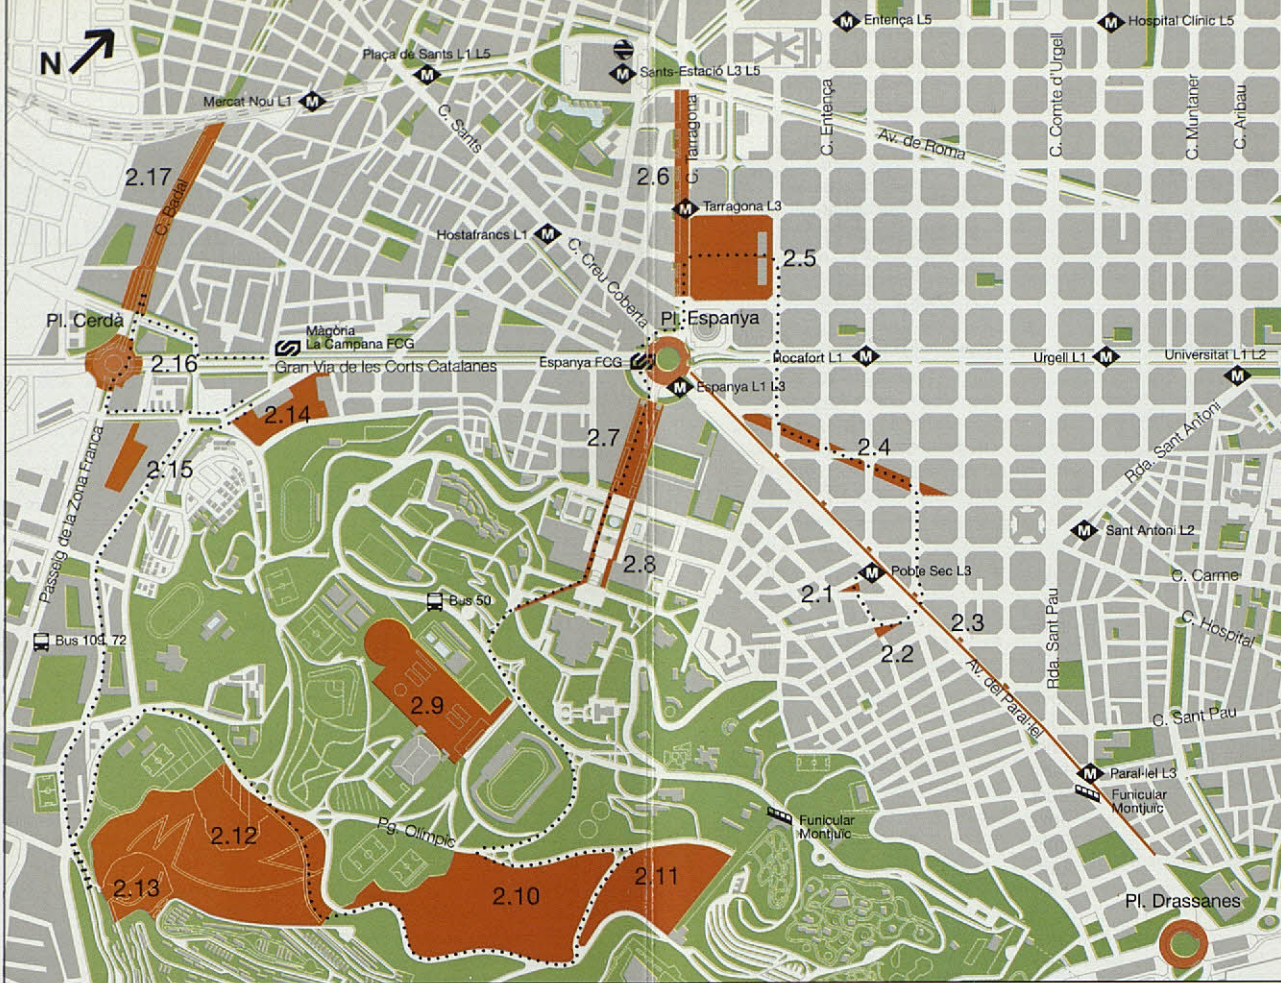 N
Plaça de Sants L1 L5
Mercat Nou L1
M
M
M
Sants-Estació L3 L5
M
Entença L5
M
Hospital Clínic L5
C. Sants
C. Tarragona
C. Entença
C. Comte d'Urgell
C. Muntaner
C. Aribau
Av. de Roma
2.17
C. Badal
2.6
M
Tarragona L3
Hostafrancs L1
M
C. Creu Coberta
2.5
Pl. Cerdà
Pl. Espanya
Màgòria
La Campana FCG
Espanya FCG
Gran Via de les Corts Catalanes
Rocafort L1
M
Urgell L1
M
Universitat L1 L2
M
2.16
M
Espanya L1 L3
2.14
2.7
2.4
Rda. Sant Antoni
2.15
Passeig de la Zona Franca
M
Sant Antoni L2
2.8
M
Poble Sec L3
C. Carme
2.1
Bus 50
2.3
C. Hospital
Bus 109, 72
2.2
Rda. Sant Pau
Av. del Paral·lel
2.9
C. Sant Pau
M
Paral·lel L3
Funicular
Montjuïc
Funicular
Montjuïc
Pg. Olímpic
2.12
2.13
2.10
2.11
Pl. Drassanes